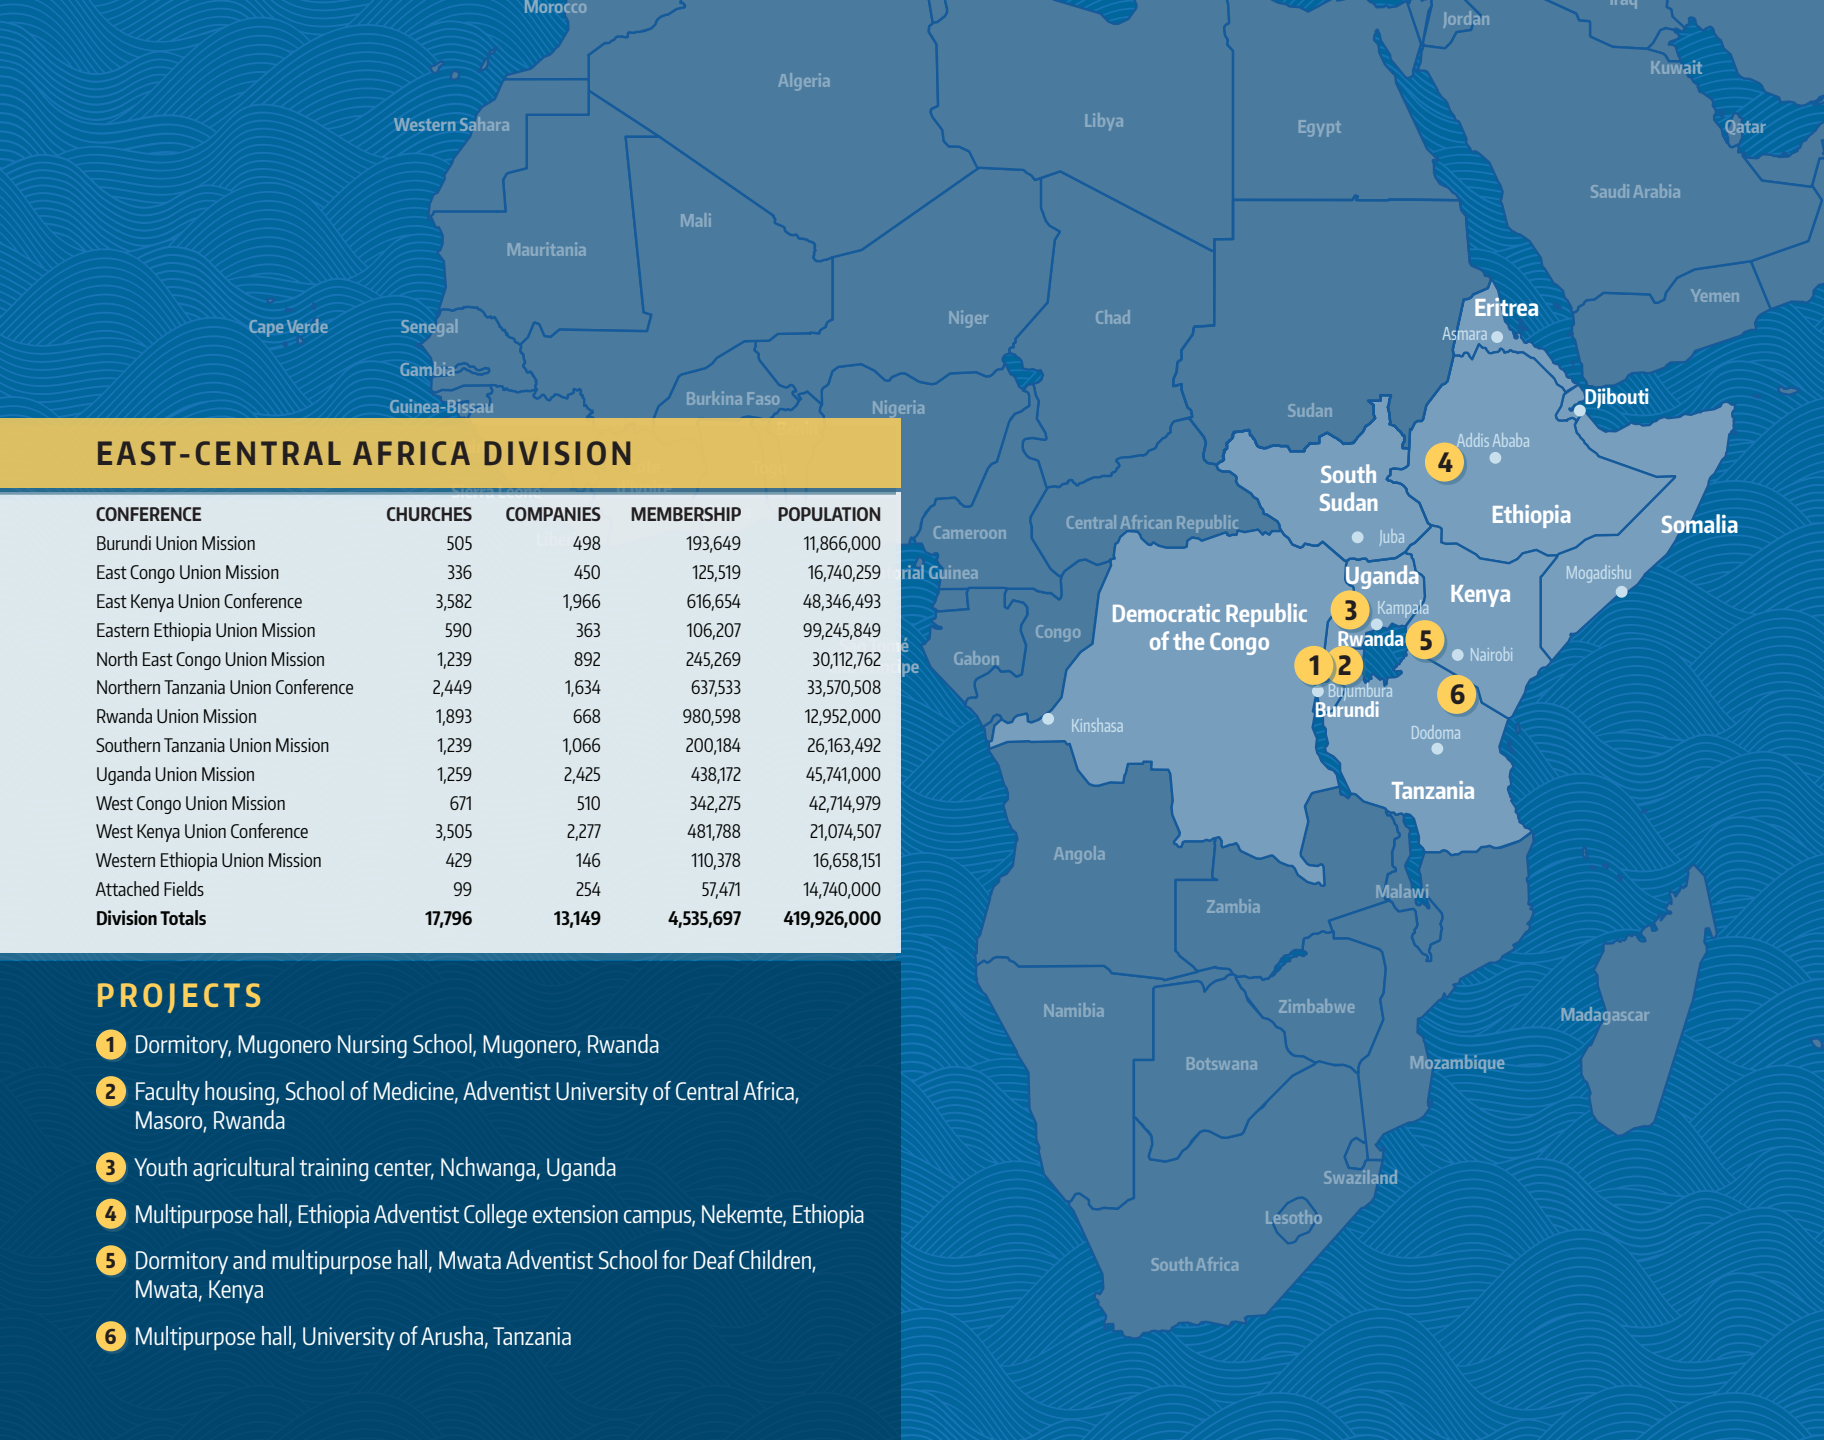 Morocco
Iraq
Jordan
Kuwait
Algeria
Western Sahara
Libya
Egypt
Qatar
Saudi Arabia
Mali
Mauritania
Yemen
Cape Verde
Senegal
Niger
Chad
Eritrea
Asmara
Gambia
Guinea-Bissau
Burkina Faso
Nigeria
Sudan
Djibouti
EAST-CENTRAL AFRICA DIVISION
CONFERENCE CHURCHES COMPANIES MEMBERSHIP POPULATION
Burundi Union Mission 505 498 193,649 11,866,000
East Congo Union Mission 336 450 125,519 16,740,259
East Kenya Union Conference 3,582 1,966 616,654 48,346,493
Eastern Ethiopia Union Mission 590 363 106,207 99,245,849
North East Congo Union Mission 1,239 892 245,269 30,112,762
Northern Tanzania Union Conference 2,449 1,634 637,533 33,570,508
Rwanda Union Mission 1,893 668 980,598 12,952,000
Southern Tanzania Union Mission 1,239 1,066 200,184 26,163,492
Uganda Union Mission 1,259 2,425 438,172 45,741,000
West Congo Union Mission 671 510 342,275 42,714,979
West Kenya Union Conference 3,505 2,277 481,788 21,074,507
Western Ethiopia Union Mission 429 146 110,378 16,658,151
Attached Fields 99 254 57,471 14,740,000
Division Totals 17,796 13,149 4,535,697 419,926,000
PROJECTS
1 Dormitory, Mugonero Nursing School, Mugonero, Rwanda
2 Faculty housing, School of Medicine, Adventist University of Central Africa,
Masoro, Rwanda
3 Youth agricultural training center, Nchwanga, Uganda
4 Multipurpose hall, Ethiopia Adventist College extension campus, Nekemte, Ethiopia
5 Dormitory and multipurpose hall, Mwata Adventist School for Deaf Children,
Mwata, Kenya
6 Multipurpose hall, University of Arusha, Tanzania
Addis Ababa
4
South
Sudan
Ethiopia
Somalia
Central African Republic
Cameroon
Juba
Guinea
Uganda
Mogadishu
Kenya
3
Kampala
Democratic Republic
of the Congo
Congo
Rwanda
5
Gabon
Nairobi
1
2
Bujumbura
6
Burundi
Kinshasa
Dodoma
Tanzania
Angola
Malawi
Zambia
Namibia
Zimbabwe
Madagascar
Botswana
Mozambique
Swaziland
Lesotho
South Africa